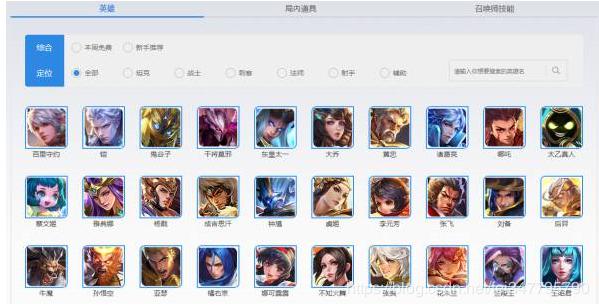 英雄 局内道具 召唤师技能
综合 本周免费 新手推荐
定位 全部 坦克 战士 刺客 法师 射手 辅助 请输入你想要搜索的英雄名
百里守约 铠 鬼谷子 干将莫邪 东皇太一 大乔 黄忠 诸葛亮 哪吒 太乙真人
蔡文姬 雅典娜 杨戬 成吉思汗 钟馗 虞姬 李元芳 张飞 刘备 后羿
牛魔 孙悟空 亚瑟 橘右京 娜可露露 不知火舞 张良 花木兰 兰陵王 王昭君